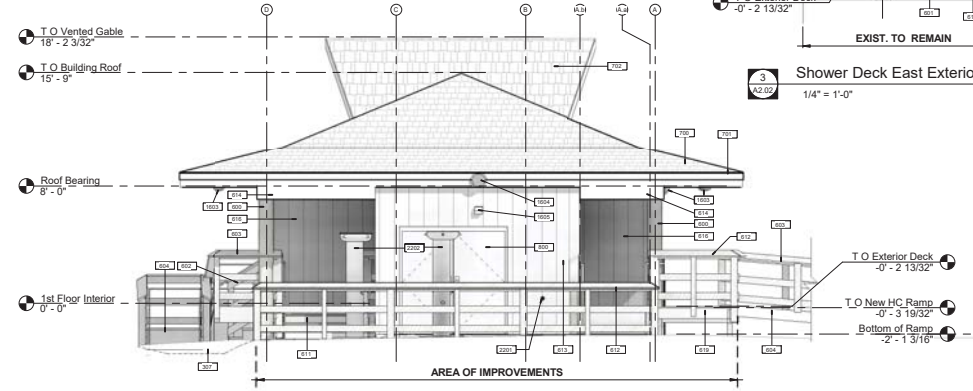 D
C
B
A.b
A.a
A
T O Vented Gable
18' - 2 3/32"
T O Building Roof
15' - 9"
Roof Bearing
8' - 0"
1st Floor Interior
0' - 0"
702
700
701
1603
614
600
616
603
604
602
307
1604
1605
2202
800
1603
614
600
616
612
603
611
2201
613
612
619
604
AREA OF IMPROVEMENTS
T O Exterior Deck
-0' - 2 13/32"
T O New HC Ramp
-0' - 3 19/32"
Bottom of Ramp
-2' - 1 3/16"
-0' - 2 13/32"
601
EXIST. TO REMAIN
3
A2.02
Shower Deck East Exterio
1/4" = 1'-0"